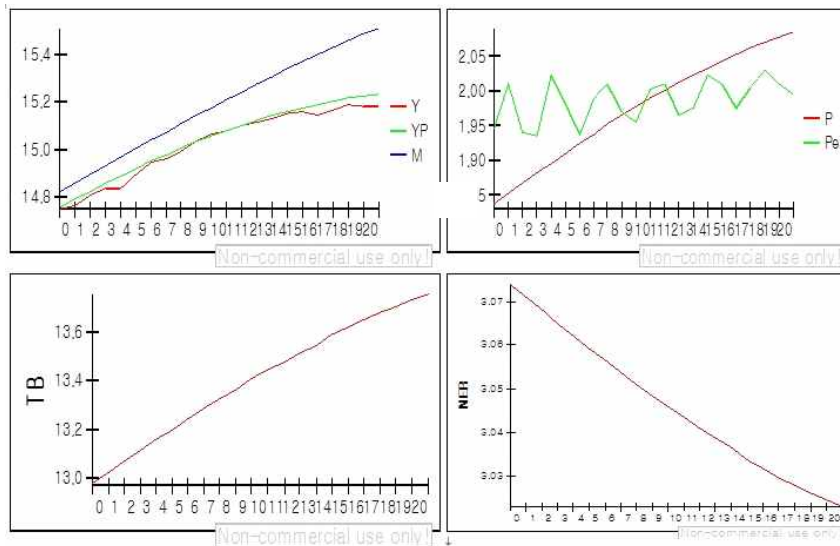 15,4
15,2
15,0
14,8
0 1 2 3 4 5 6 7 8 9 10 11 12 13 14 15 16 17 18 19 20
Y
YP
M
Non-commercial use only!
2,05
2,00
1,95
1,90
5
0 1 2 3 4 5 6 7 8 9 10 11 12 13 14 15 16 17 18 19 20
P
Pe
Non-commercial use only!
TB
13,6
13,4
13,2
13,0
0 1 2 3 4 5 6 7 8 9 10 11 12 13 14 15 16 17 18 19 20
Non-commercial use only!
NER
3.07
3.06
3.05
3.04
3.03
0 1 2 3 4 5 6 7 8 9 10 11 12 13 14 15 16 17 18 19 20
Non-commercial use only!